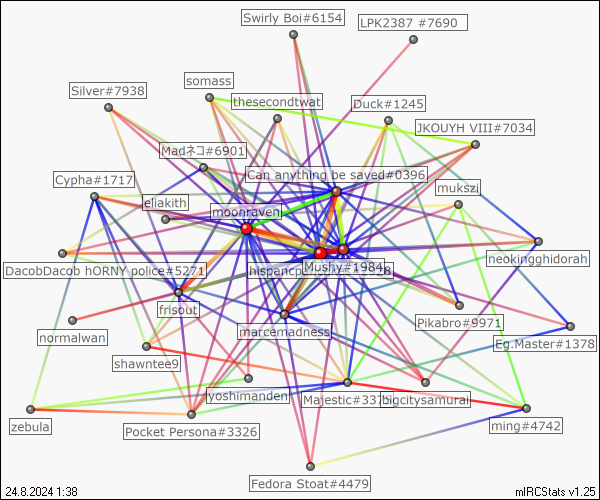 Swirly Boi#6154
LPK2387 #7690
Silver#7938
somass
thesecondtwat
Duck#1245
JKOUYH VIII#7034
Madネコ#6901
Can anything be saved#0396
Cypha#1717
mukszi
eliakith
moonraven
neokingghidorah
DacobDacob hORNY police#5271
Mushy#1984
frisout
Pikabro#9971
marcemadness
normalwan
Eg.Master#1378
shawntee9
yoshimanden
bigcitysamurai
zebula
Pocket Persona#3326
ming#4742
Fedora Stoat#4479
24.8.2024 1:38
mIRCStats v1.25